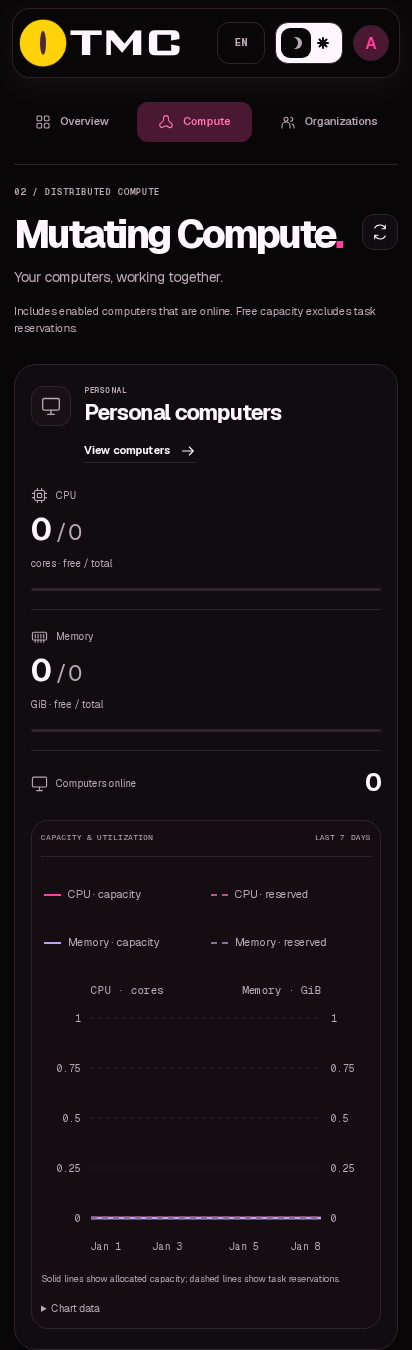 TMC
EN
A
Overview
Compute
Organizations
02 / DISTRIBUTED COMPUTE
Mutating Compute.
Your computers, working together.
Includes enabled computers that are online. Free capacity excludes task
reservations.
PERSONAL
Personal computers
View computers →
CPU
0 / 0
cores · free / total
Memory
0 / 0
GiB · free / total
Computers online
0
CAPACITY & UTILIZATION
LAST 7 DAYS
CPU · capacity
CPU · reserved
Memory · capacity
Memory · reserved
CPU · cores
Memory · GiB
1
1
0.75
0.75
0.5
0.5
0.25
0.25
0
0
Jan 1
Jan 3
Jan 5
Jan 8
Solid lines show allocated capacity; dashed lines show task reservations.
▶ Chart data